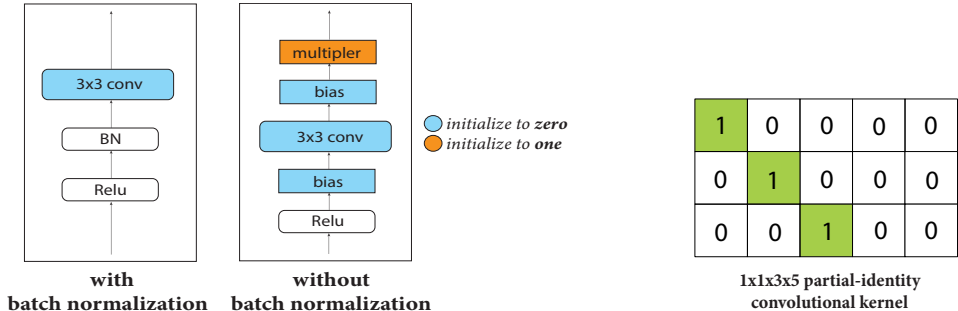 3x3 conv
BN
Relu
with
batch normalization
multipler
bias
3x3 conv
bias
Relu
without
batch normalization
initialize to zero
initialize to one
1 0 0 0 0
0 1 0 0 0
0 0 1 0 0
1x1x3x5 partial-identity
convolutional kernel